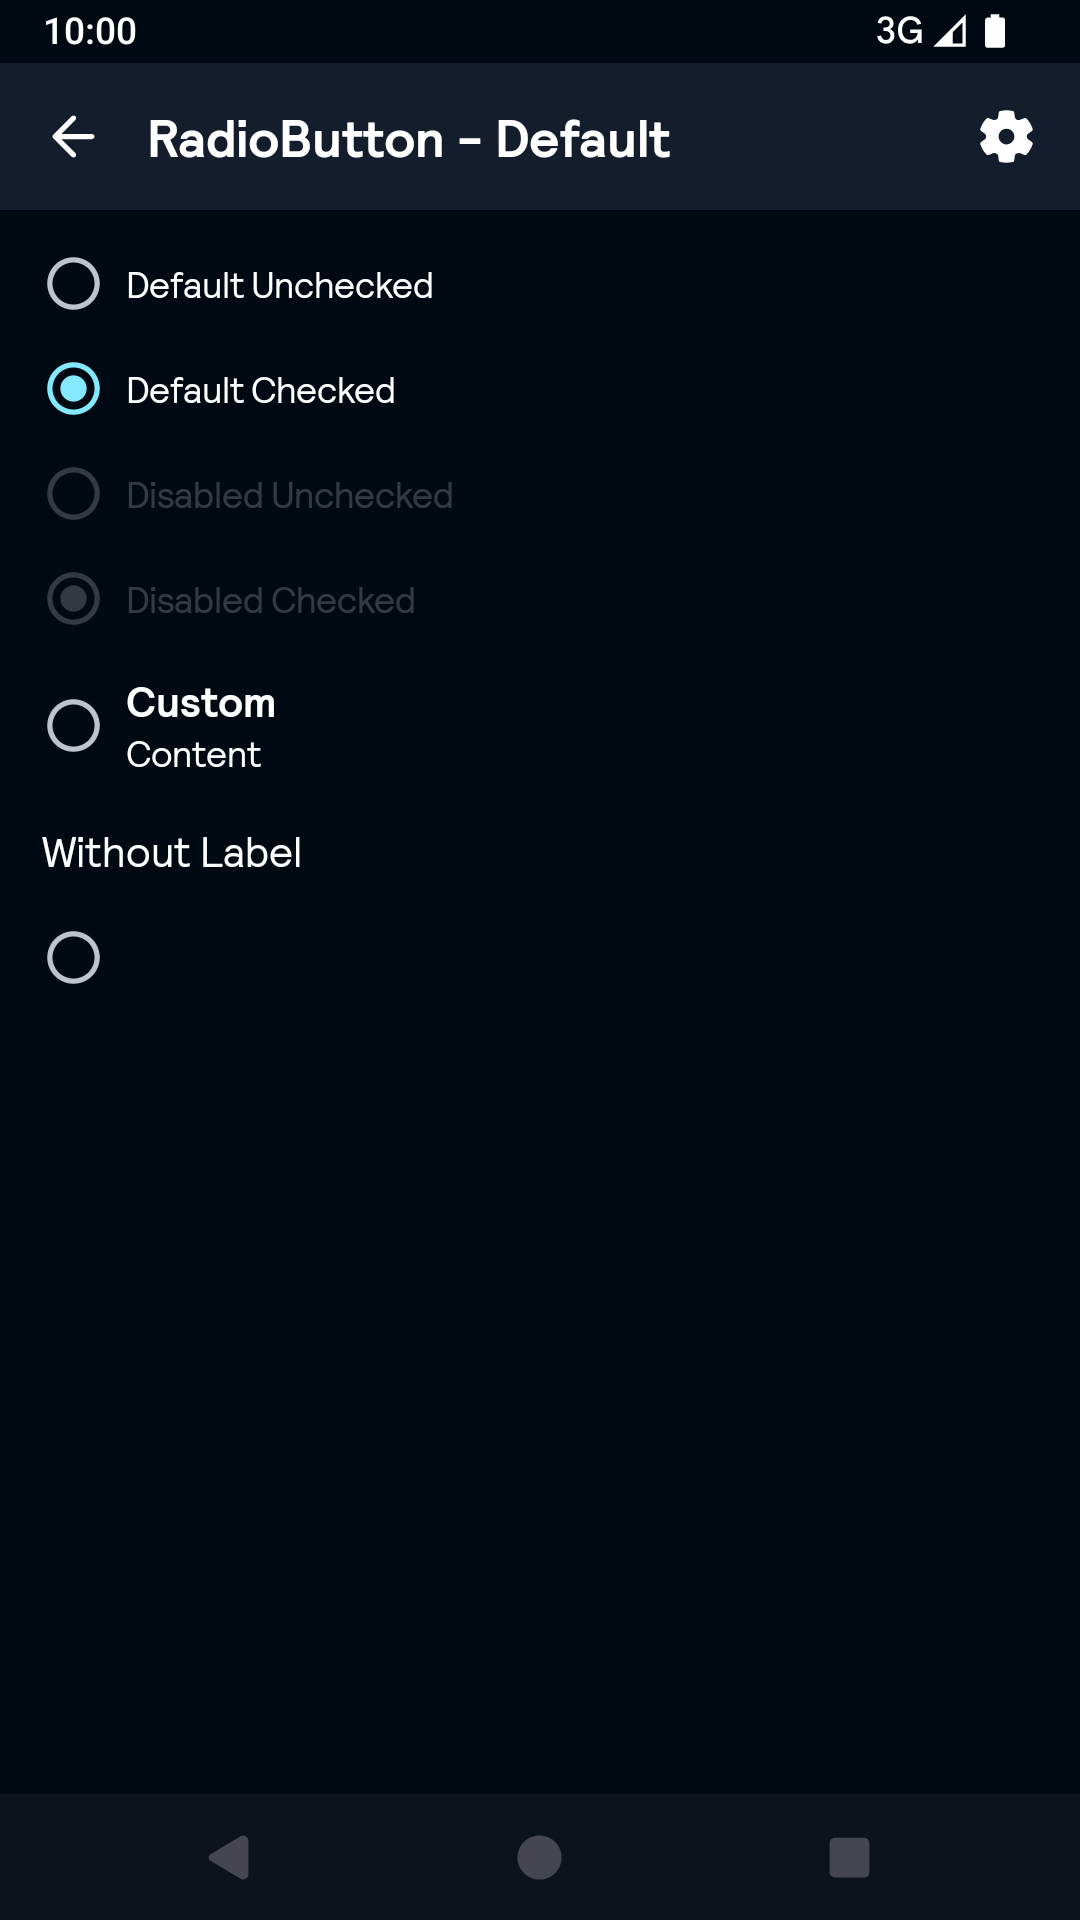 10:00
3G
RadioButton - Default
Default Unchecked
Default Checked
Disabled Unchecked
Disabled Checked
Custom
Content
Without Label